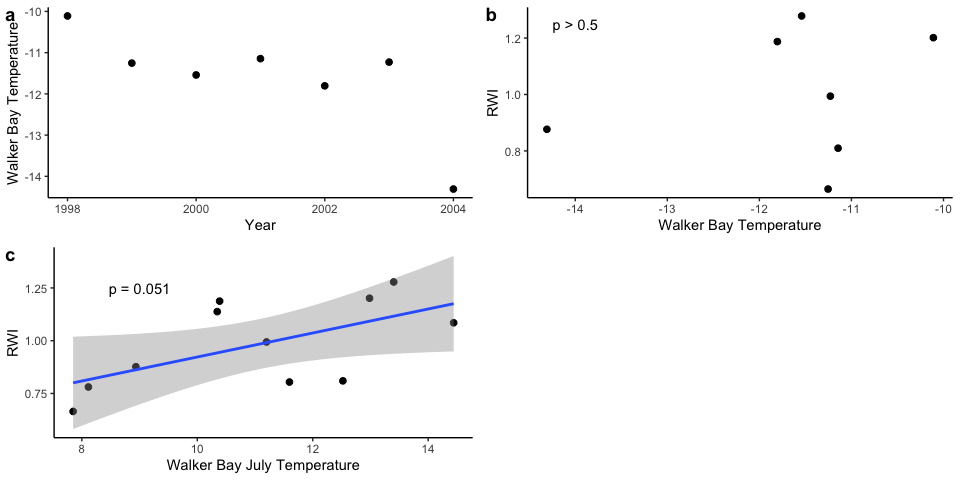 a
Walker Bay Temperature
-10
-11
-12
-13
-14
1998
2000
2002
2004
Year
b
p > 0.5
RWI
1.2
1.0
0.8
-14
-13
-12
-11
-10
Walker Bay Temperature
c
p = 0.051
RWI
1.25
1.00
0.75
8
10
12
14
Walker Bay July Temperature